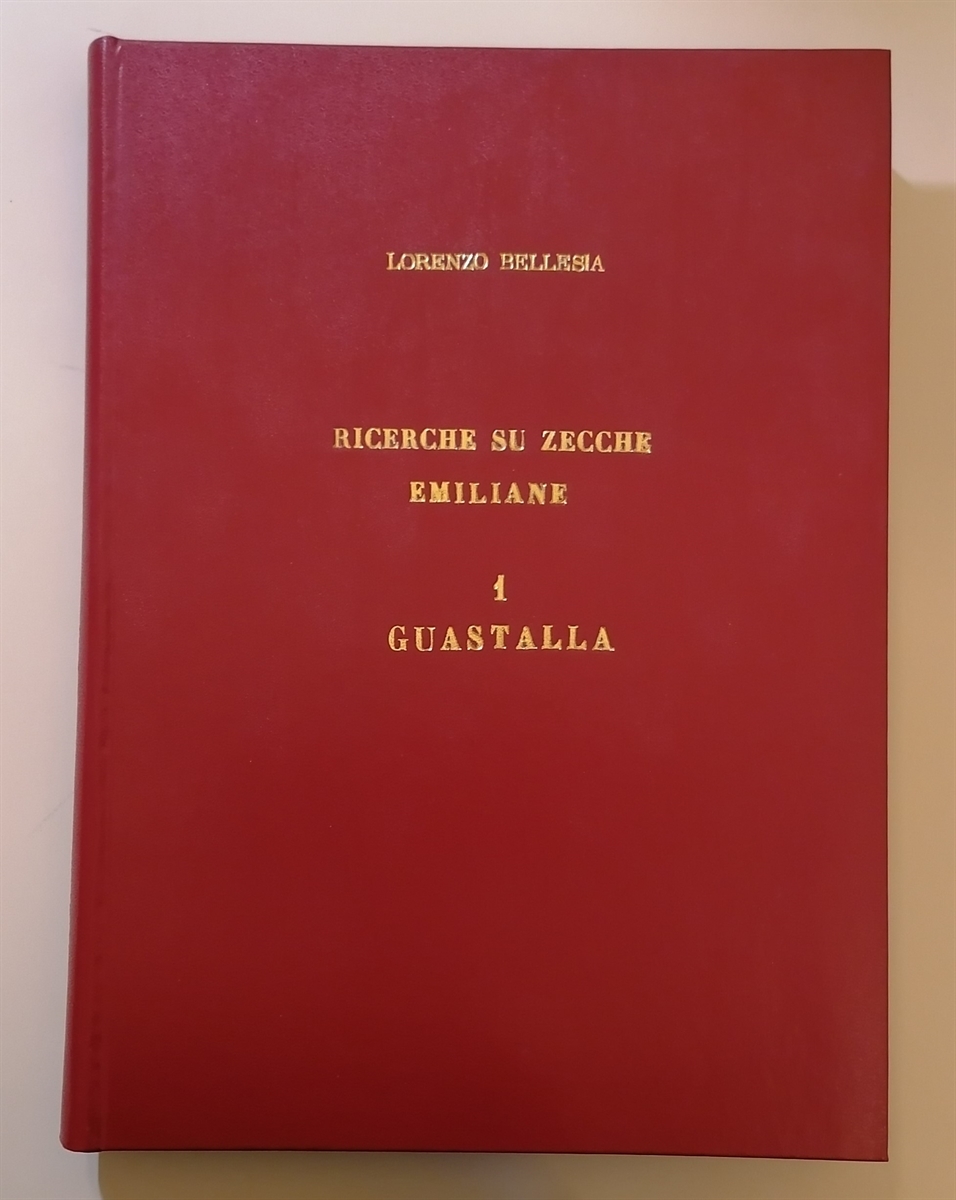 LORENZO BELLESIA
RICERCHE SU ZECCHE
EMILIANE
1
GUASTALLA